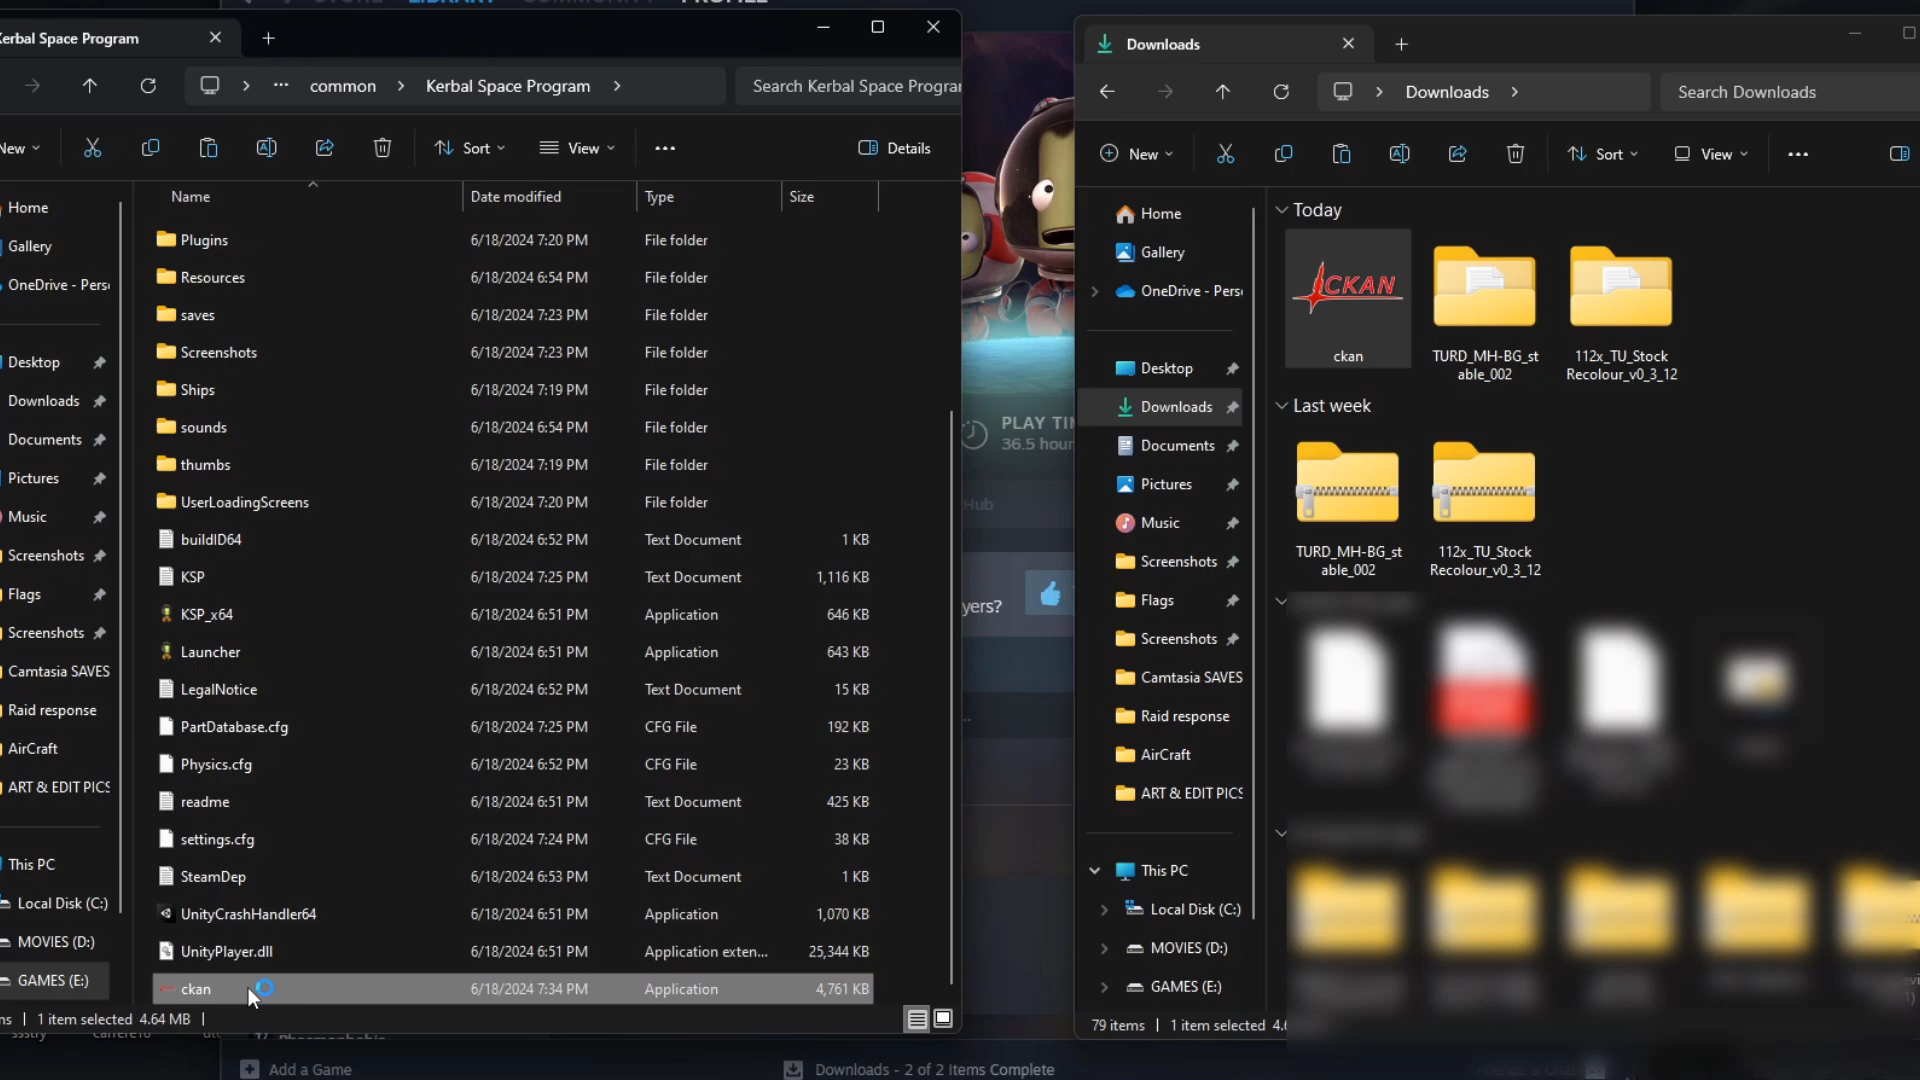 STORE LIBRARY COMMUNITY PROFILE
Kerbal Space Program
common > Kerbal Space Program >
Search Kerbal Space Progra
New
Sort
View
Details
Name
Date modified
Type
Size
Home
Gallery
OneDrive - Pers
Desktop
Downloads
Documents
Pictures
Music
Screenshots
Flags
Screenshots
Camtasia SAVES
Raid response
AirCraft
ART & EDIT PICS
This PC
Local Disk (C:)
MOVIES (D:)
GAMES (E:)
Plugins 6/18/2024 7:20 PM File folder
Resources 6/18/2024 6:54 PM File folder
saves 6/18/2024 7:23 PM File folder
Screenshots 6/18/2024 7:23 PM File folder
Ships 6/18/2024 7:19 PM File folder
sounds 6/18/2024 6:54 PM File folder
thumbs 6/18/2024 7:19 PM File folder
UserLoadingScreens 6/18/2024 7:20 PM File folder
buildID64 6/18/2024 6:52 PM Text Document 1 KB
KSP 6/18/2024 7:25 PM Text Document 1,116 KB
KSP_x64 6/18/2024 6:51 PM Application 646 KB
Launcher 6/18/2024 6:51 PM Application 643 KB
LegalNotice 6/18/2024 6:52 PM Text Document 15 KB
PartDatabase.cfg 6/18/2024 7:25 PM CFG File 192 KB
Physics.cfg 6/18/2024 6:52 PM CFG File 23 KB
readme 6/18/2024 6:51 PM Text Document 425 KB
settings.cfg 6/18/2024 7:24 PM CFG File 38 KB
SteamDep 6/18/2024 6:53 PM Text Document 1 KB
UnityCrashHandler64 6/18/2024 6:51 PM Application 1,070 KB
UnityPlayer.dll 6/18/2024 6:51 PM Application exten... 25,344 KB
ckan 6/18/2024 7:34 PM Application 4,761 KB
ms | 1 item selected 4.64 MB |
PLAY TI
36.5 hour
Hub
yers?
Downloads
Downloads >
Search Downloads
New
Sort
View
Home
Gallery
OneDrive - Pers
Desktop
Downloads
Documents
Pictures
Music
Screenshots
Flags
Screenshots
Camtasia SAVES
Raid response
AirCraft
ART & EDIT PICS
This PC
Local Disk (C:)
MOVIES (D:)
GAMES (E:)
Today
CKAN
ckan
TURD_MH-BG_st
able_002
112x_TU_Stock
Recolour_v0_3_12
Last week
TURD_MH-BG_st
able_002
112x_TU_Stock
Recolour_v0_3_12
79 items | 1 item selected 4.6
Add a Game
Downloads - 2 of 2 Items Complete